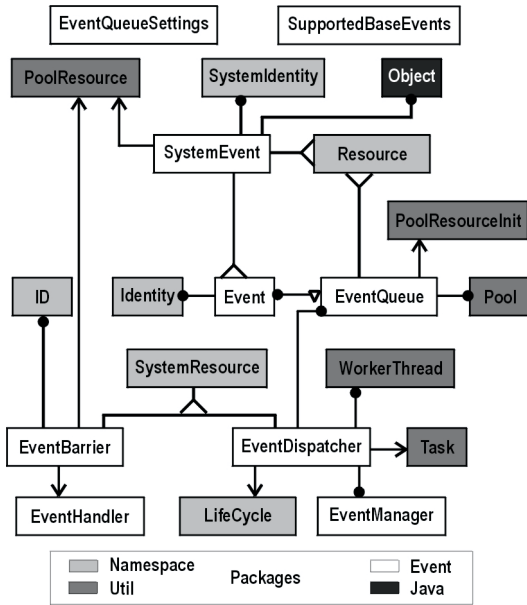 EventQueueSettings
SupportedBaseEvents
PoolResource
SystemIdentity
Object
SystemEvent
Resource
PoolResourceInit
ID
Identity
Event
EventQueue
Pool
SystemResource
WorkerThread
EventBarrier
EventDispatcher
Task
EventHandler
LifeCycle
EventManager
Namespace
Util
Packages
Event
Java